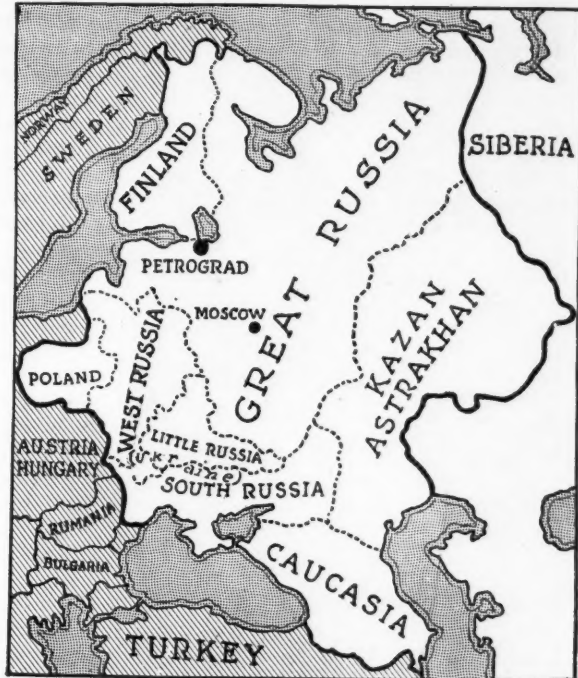 NORWAY
SWEDEN
FINLAND
SIBERIA
GREAT RUSSIA
PETROGRAD
MOSCOW
KAZAN
ASTRAKHAN
WEST RUSSIA
POLAND
LITTLE RUSSIA
(Ukraine)
SOUTH RUSSIA
AUSTRIA
HUNGARY
RUMANIA
BULGARIA
CAUCASIA
TURKEY